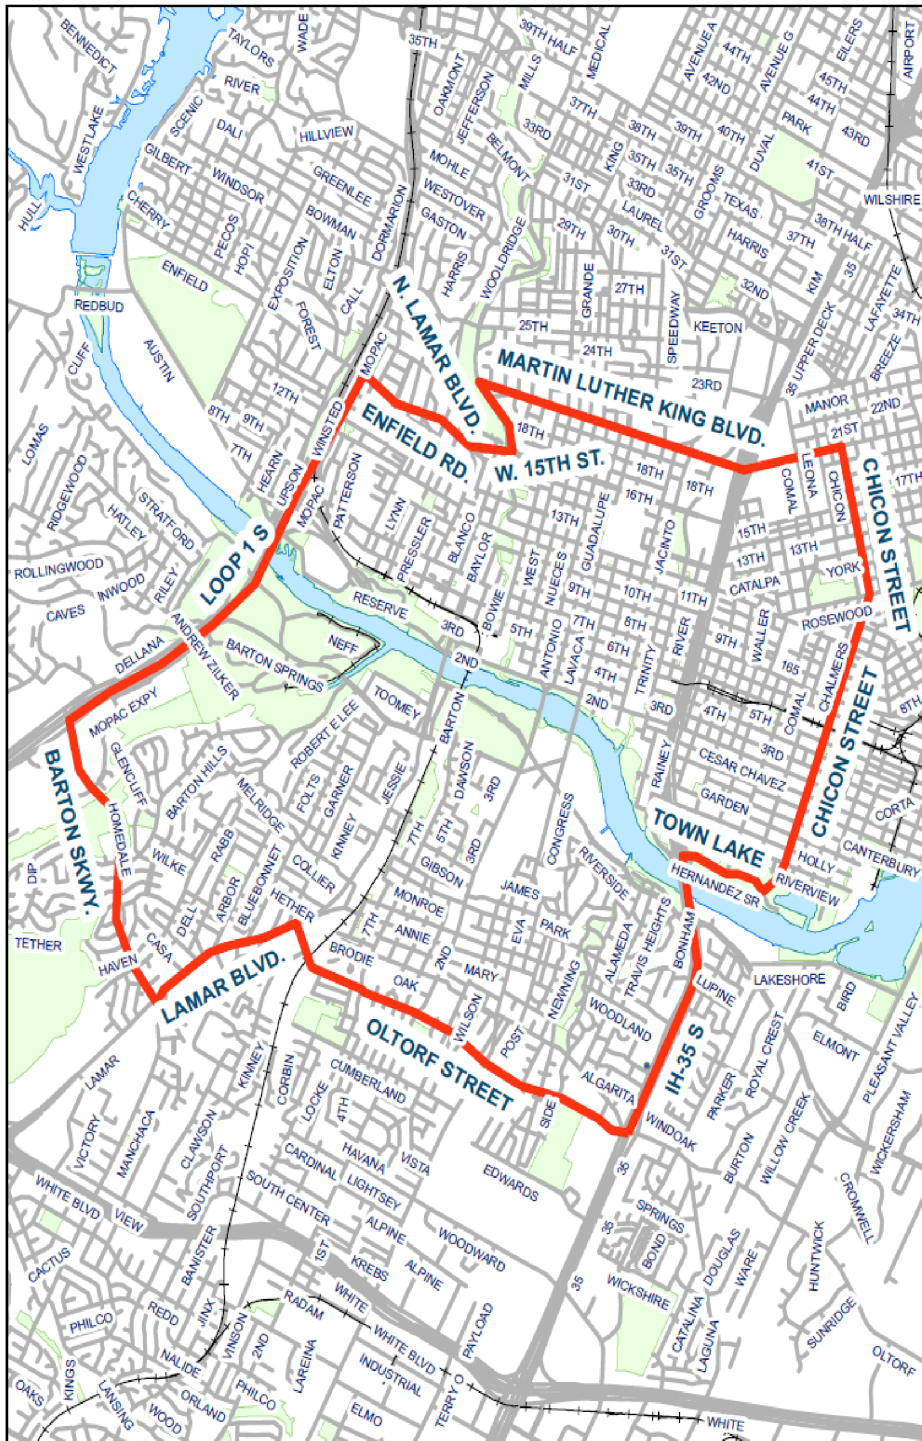 BENNEDICT
TAYLORS
WADE
35TH
39TH HALF
MILLS
MEDICAL
AVENUE A
44TH
AVENUE G
EILERS
AIRPORT
RIVER
OAKMONT
JEFFERSON
42ND
45TH
44TH
WESTLAKE
SCENIC
DALI
HILLVIEW
33RD
37TH
38TH
39TH
40TH
DUVAL
PARK
43RD
GILBERT
WINDSOR
GREENLEE
MOHLE
BELMONT
KING
35TH
35TH
41ST
HULL
CHERRY
PECOS
BOWMAN
DORMARION
WESTOVER
31ST
33RD
GROOMS
TEXAS
WILSHIRE
HOPI
GASTON
LAUREL
HARRIS
38TH HALF
ENFIELD
EXPOSITION
ELTON
CALL
HARRIS
WOOLDRIDGE
29TH
30TH
31ST
37TH
35
REDBUD
FOREST
N. LAMAR BLVD.
GRANDE
27TH
SPEEDWAY
32ND
KIM
LAFAYETTE
34TH
CLIFF
AUSTIN
MOPAC
25TH
24TH
KEETON
35 UPPER DECK
BREEZE
12TH
MARTIN LUTHER KING BLVD.
23RD
MANOR
22ND
8TH
9TH
7TH
WINSTED
ENFIELD RD.
18TH
21ST
LOMAS
HEARN
UPSON
MOPAC
PATTERSON
W. 15TH ST.
18TH
18TH
COMAL
LEONA
CHICON
CHICON STREET
17TH
RIDGEWOOD
HATLEY
STRATFORD
LYNN
PRESSLER
BLANCO
BAYLOR
13TH
16TH
GUADALUPE
JACINTO
15TH
13TH
13TH
ROLLINGWOOD
INWOOD
RILEY
LOOP 1 S
WEST
NUECES
9TH
10TH
11TH
CATALPA
YORK
CAVES
RESERVE
3RD
BOWIE
5TH
7TH
8TH
ROSEWOOD
DELLANA
ANDREW ZILKER
NEFF
BARTON SPRINGS
2ND
ANTONIO
LAVACA
6TH
4TH
TRINITY
RIVER
9TH
WALLER
165
CHALMERS
MOPAC EXPY
TOOMEY
2ND
3RD
4TH
5TH
COMAL
CHICON STREET
8TH
BARTON SKWY.
GLENCLIFF
BARTON HILLS
ROBERT E LEE
JESSIE
BARTON
DAWSON
3RD
RAINEY
3RD
CESAR CHAVEZ
HOMEDALE
MELRIDGE
FOLTS
GARNER
7TH
5TH
CONGRESS
GARDEN
CORTA
DIP
WILKE
RABB
KINNEY
3RD
GIBSON
RIVERSIDE
TOWN LAKE
HOLLY
CANTERBURY
DELL
ARBOR
BLUEBONNET
COLLIER
HETHER
MONROE
JAMES
HERNANDEZ SR
RIVERVIEW
TETHER
CASA
HAVEN
7TH
ANNIE
EVA
PARK
ALAMEDA
TRAVIS HEIGHTS
BONHAM
LAMAR BLVD.
BRODIE
2ND
MARY
NEWNING
LAKESHORE
OAK
WILSON
WOODLAND
LUPINE
BIRD
PLEASANT VALLEY
OLTORF STREET
POST
IH-35 S
ROYAL CREST
ELMONT
LAMAR
KINNEY
CORBIN
CUMBERLAND
ALGARITA
PARKER
VICTORY
MANCHACA
CLAWSON
LOCKE
4TH
SIDE
WINDOAK
WILLOW CREEK
WICKERSHAM
SOUTHPORT
CARDINAL
HAVANA
VISTA
EDWARDS
35
BURTON
WHITE BLVD
VIEW
SOUTH CENTER
LIGHTSEY
SPRINGS
CROMWELL
CACTUS
BANISTER
ALPINE
WOODWARD
35
BOND
DOUGLAS
WARE
HUNTWICK
1ST
KREBS
ALPINE
35
WICKSHIRE
PHILCO
REDD
JINX
RADAM
WHITE
PAYLOAD
CATALINA
LAGUNA
SUNRIDGE
OLTORF
NALIDE
VINSON
2ND
LAREINA
WHITE BLVD
OAKS
KINGS
LANSING
WOOD
ORLAND
PHILCO
INDUSTRIAL
ELMO
TERRY O
WHITE